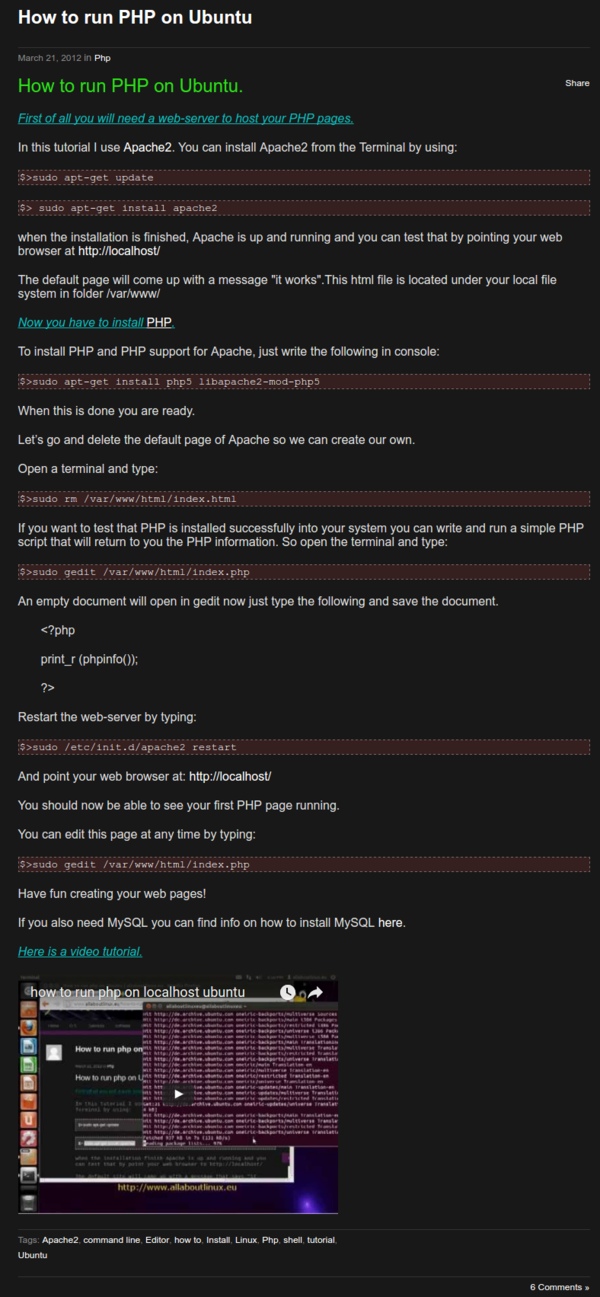 How to run PHP on Ubuntu
March 21, 2012 in Php
How to run PHP on Ubuntu.
Share
First of all you will need a web-server to host your PHP pages.
In this tutorial I use Apache2. You can install Apache2 from the Terminal by using:
$>sudo apt-get update
$> sudo apt-get install apache2
when the installation is finished, Apache is up and running and you can test that by pointing your web
browser at http://localhost/
The default page will come up with a message "it works".This html file is located under your local file
system in folder /var/www/
Now you have to install PHP.
To install PHP and PHP support for Apache, just write the following in console:
$>sudo apt-get install php5 libapache2-mod-php5
When this is done you are ready.
Let's go and delete the default page of Apache so we can create our own.
Open a terminal and type:
$>sudo rm /var/www/html/index.html
If you want to test that PHP is installed successfully into your system you can write and run a simple PHP
script that will return to you the PHP information. So open the terminal and type:
$>sudo gedit /var/www/html/index.php
An empty document will open in gedit now just type the following and save the document.
<?php
print_r (phpinfo());
?>
Restart the web-server by typing:
$>sudo /etc/init.d/apache2 restart
And point your web browser at: http://localhost/
You should now be able to see your first PHP page running.
You can edit this page at any time by typing:
$>sudo gedit /var/www/html/index.php
Have fun creating your web pages!
If you also need MySQL you can find info on how to install MySQL here.
Here is a video tutorial.
how to run php on localhost ubuntu
How to run php on
How to run php on
http://www.allaboutlinux.eu
Tags: Apache2, command line, Editor, how to, Install, Linux, Php, shell, tutorial,
Ubuntu
6 Comments »